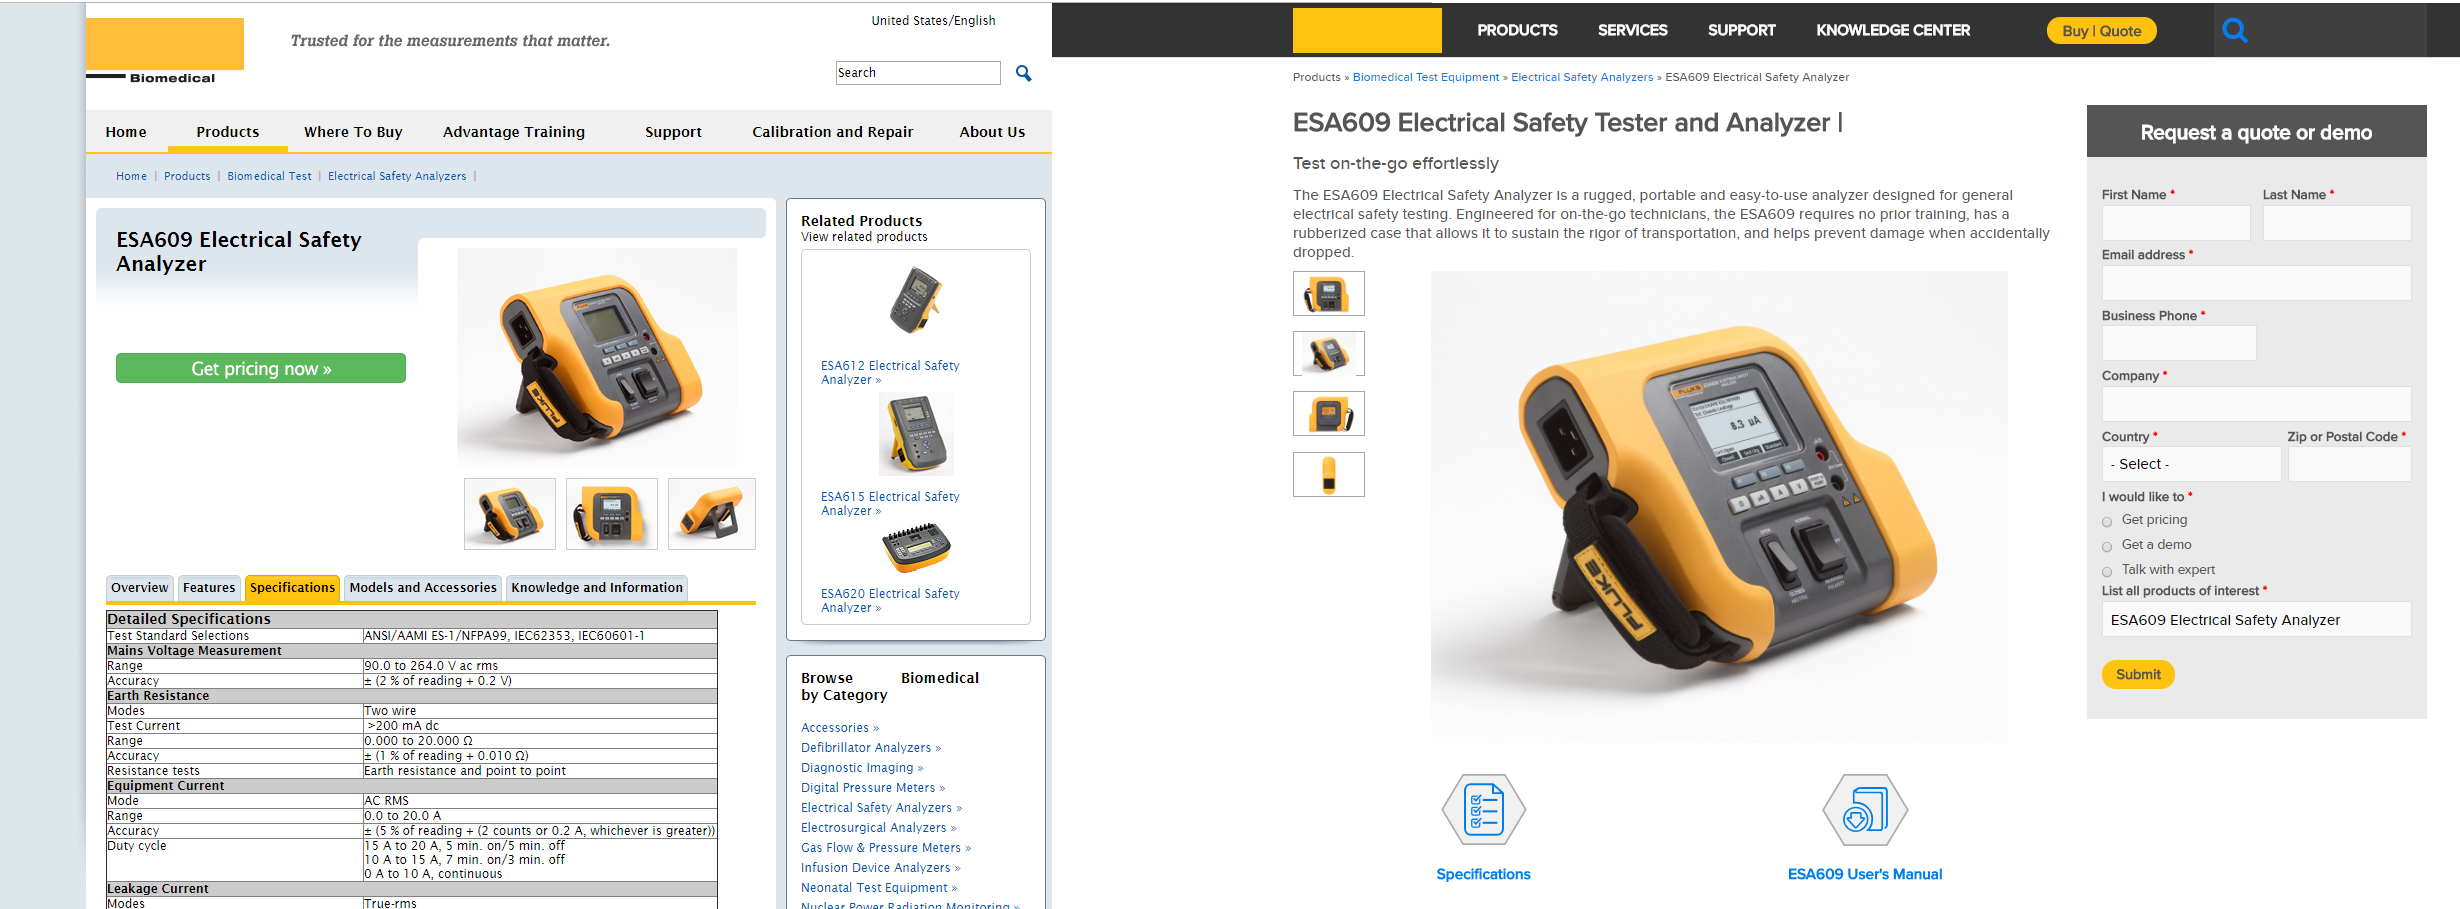 United States/English
Trusted for the measurements that matter.
Biomedical
Search
Home Products Where To Buy Advantage Training Support Calibration and Repair About Us
Home | Products | Biomedical Test | Electrical Safety Analyzers |
ESA609 Electrical Safety
Analyzer
Get pricing now »
FLUKE
Overview Features Specifications Models and Accessories Knowledge and Information
Detailed Specifications
Test Standard Selections ANSI/AAMI ES-1/NFPA99, IEC62353, IEC60601-1
Mains Voltage Measurement
Range 90.0 to 264.0 V ac rms
Accuracy ± (2 % of reading + 0.2 V)
Earth Resistance
Modes Two wire
Test Current >200 mA dc
Range 0.000 to 20.000 Ω
Accuracy ± (1 % of reading + 0.010 Ω)
Resistance tests Earth resistance and point to point
Equipment Current
Mode AC RMS
Range 0.0 to 20.0 A
Accuracy ± (5 % of reading + (2 counts or 0.2 A, whichever is greater))
Duty cycle 15 A to 20 A, 5 min. on/5 min. off
10 A to 15 A, 7 min. on/3 min. off
0 A to 10 A, continuous
Leakage Current
Modes True-rms
Related Products
View related products
ESA612 Electrical Safety
Analyzer »
ESA615 Electrical Safety
Analyzer »
ESA620 Electrical Safety
Analyzer »
Browse Biomedical
by Category
Accessories »
Defibrillator Analyzers »
Diagnostic Imaging »
Digital Pressure Meters »
Electrical Safety Analyzers »
Electrosurgical Analyzers »
Gas Flow & Pressure Meters »
Infusion Device Analyzers »
Neonatal Test Equipment »
Nuclear Power Radiation Monitoring »
PRODUCTS SERVICES SUPPORT KNOWLEDGE CENTER Buy | Quote
Products » Biomedical Test Equipment » Electrical Safety Analyzers » ESA609 Electrical Safety Analyzer
ESA609 Electrical Safety Tester and Analyzer |
Test on-the-go effortlessly
The ESA609 Electrical Safety Analyzer is a rugged, portable and easy-to-use analyzer designed for general
electrical safety testing. Engineered for on-the-go technicians, the ESA609 requires no prior training, has a
rubberized case that allows it to sustain the rigor of transportation, and helps prevent damage when accidentally
dropped.
FLUKE
8.3 µA
FLUKE
Specifications
ESA609 User's Manual
Request a quote or demo
First Name * Last Name *
Email address *
Business Phone *
Company *
Country * Zip or Postal Code *
- Select -
I would like to *
Get pricing
Get a demo
Talk with expert
List all products of interest *
ESA609 Electrical Safety Analyzer
Submit